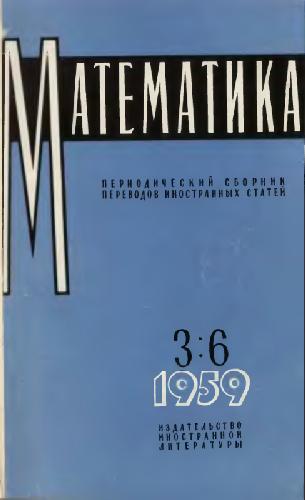 МАТЕМАТИКА
ПЕРИОДИЧЕСКИЙ СБОРНИК
ПЕРЕВОДОВ ИНОСТРАННЫХ СТАТЕЙ
3:6
1959
ИЗДАТЕЛЬСТВО
ИНОСТРАННОЙ
ЛИТЕРАТУРЫ